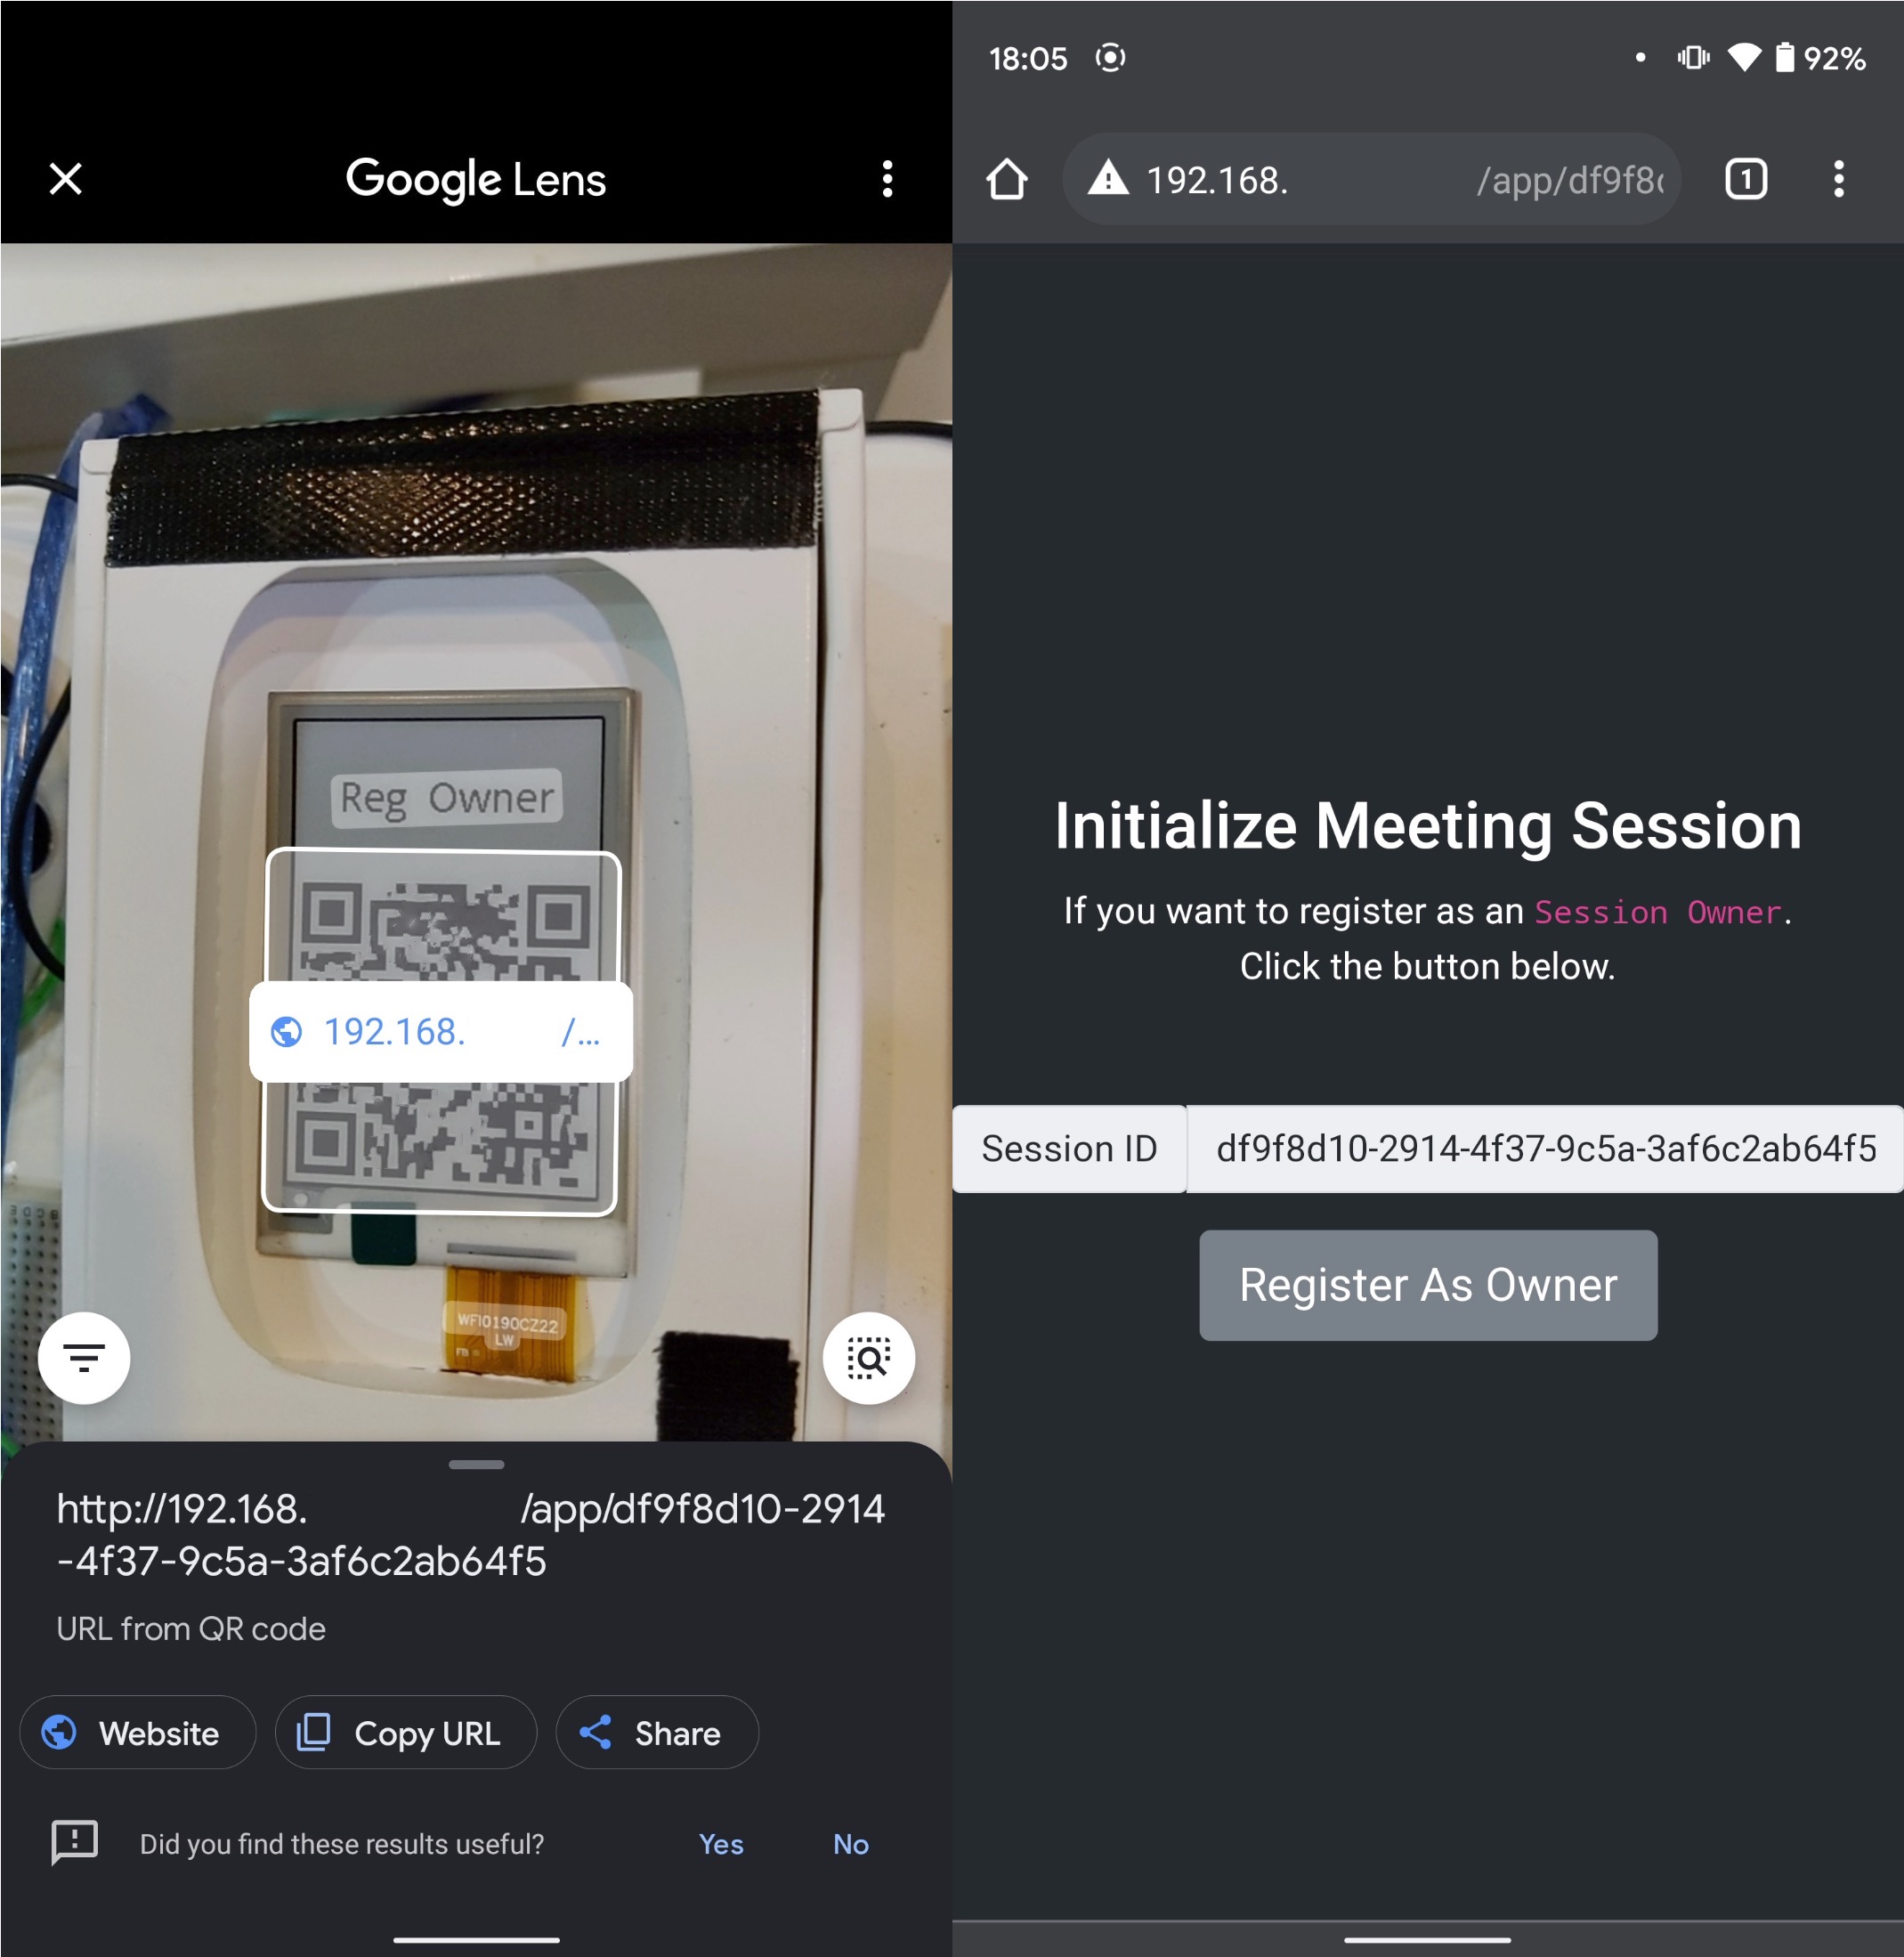 Google Lens
Reg Owner
192.168. /...
WFI0190CZ22
LW
http://192.168. /app/df9f8d10-2914
-4f37-9c5a-3af6c2ab64f5
URL from QR code
Website
Copy URL
Share
Did you find these results useful?
Yes
No
18:05
92%
192.168. /app/df9f8
1
Initialize Meeting Session
If you want to register as an Session Owner.
Click the button below.
Session ID
df9f8d10-2914-4f37-9c5a-3af6c2ab64f5
Register As Owner